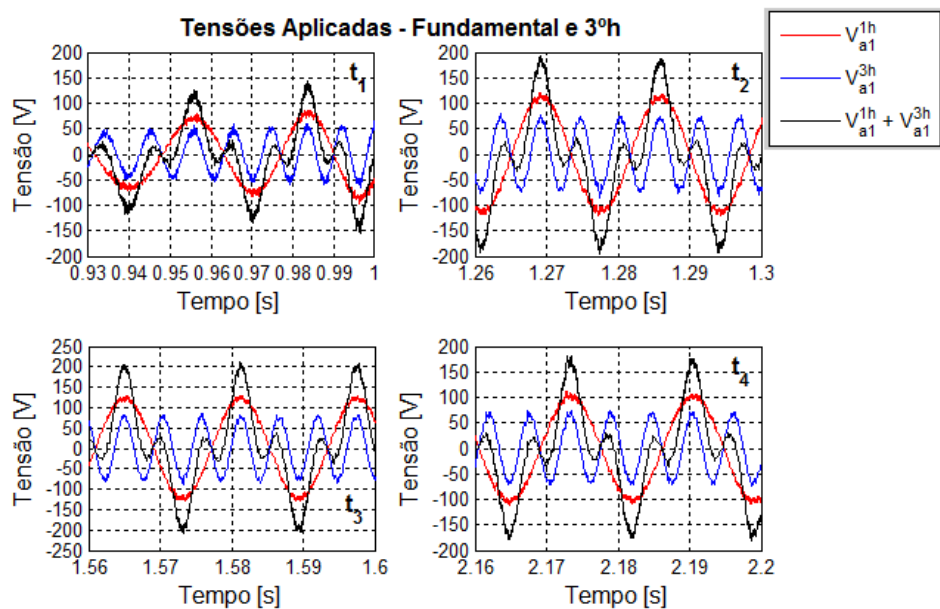 Tensões Aplicadas - Fundamental e 3ºh
V_a1^1h
V_a1^3h
V_a1^1h + V_a1^3h
Tensão [V]
200
150
100
50
0
-50
-100
-150
-200
t_1
0.93 0.94 0.95 0.96 0.97 0.98 0.99 1
Tempo [s]
Tensão [V]
200
150
100
50
0
-50
-100
-150
-200
t_2
1.26 1.27 1.28 1.29 1.3
Tempo [s]
Tensão [V]
250
200
150
100
50
0
-50
-100
-150
-200
-250
t_3
1.56 1.57 1.58 1.59 1.6
Tempo [s]
Tensão [V]
200
150
100
50
0
-50
-100
-150
-200
t_4
2.16 2.17 2.18 2.19 2.2
Tempo [s]